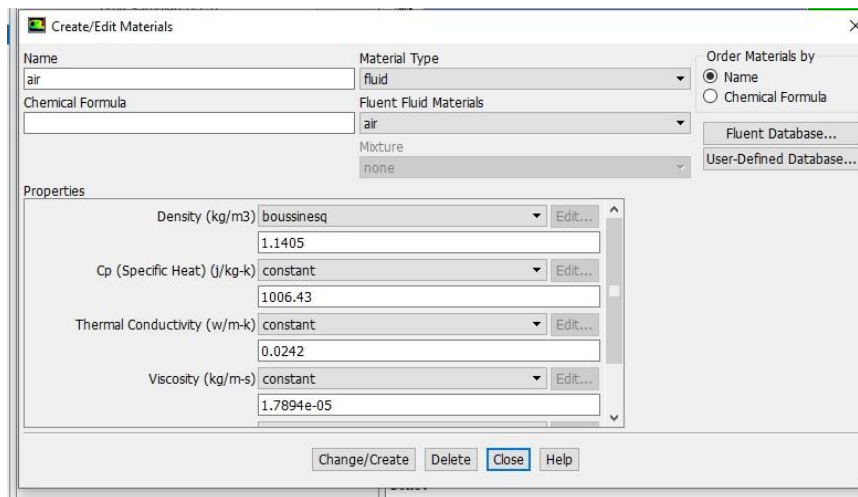 Create/Edit Materials
Name
air
Material Type
fluid
Order Materials by
Name
Chemical Formula
Chemical Formula
Fluent Fluid Materials
air
Mixture
none
Fluent Database...
User-Defined Database...
Properties
Density (kg/m3) boussinesq Edit...
1.1405
Cp (Specific Heat) (j/kg-k) constant Edit...
1006.43
Thermal Conductivity (w/m-k) constant Edit...
0.0242
Viscosity (kg/m-s) constant Edit...
1.7894e-05
Change/Create Delete Close Help